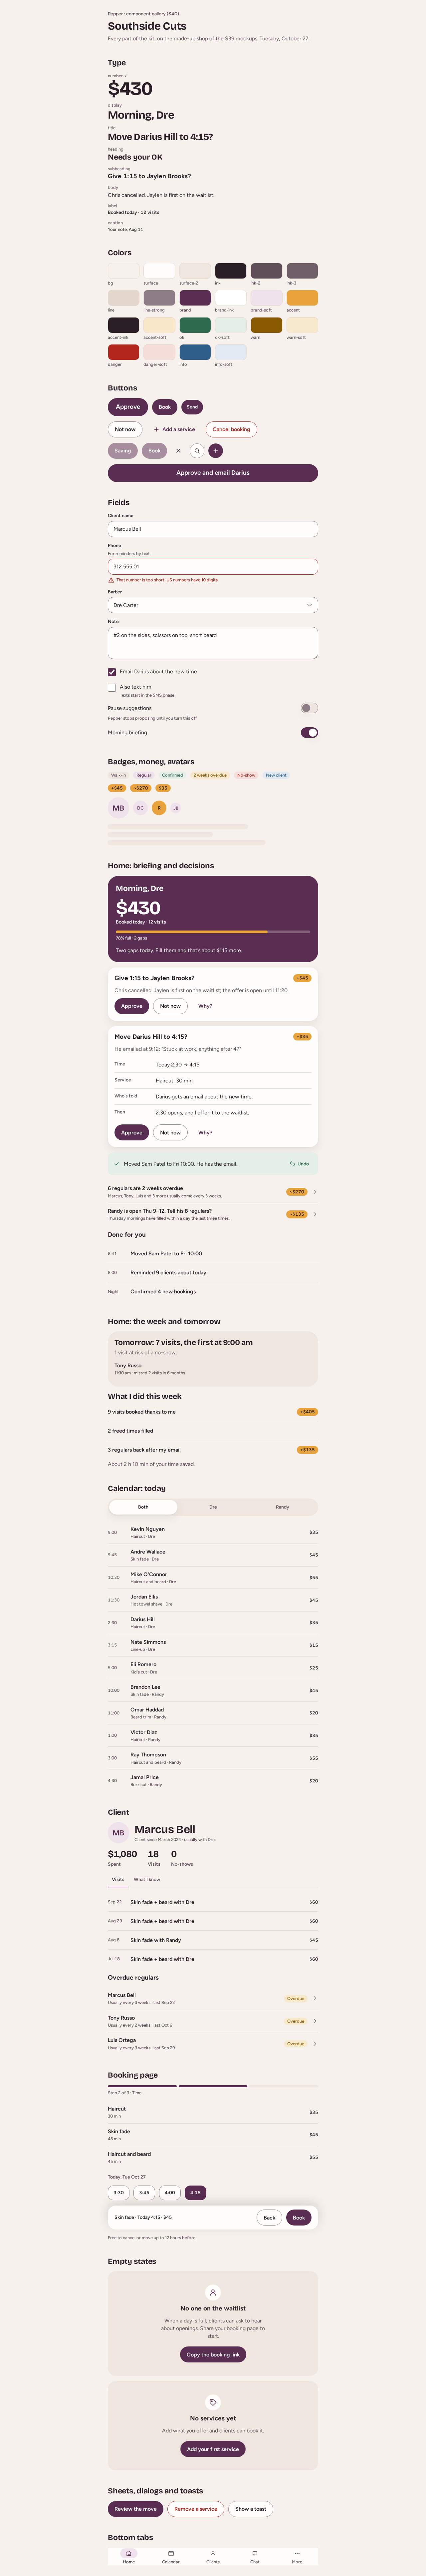 Pepper · component gallery (S40)
Southside Cuts
Every part of the kit, on the made-up shop of the S39 mockups. Tuesday, October 27.
Type
number-xl
$430
display
Morning, Dre
title
Move Darius Hill to 4:15?
heading
Needs your OK
subheading
Give 1:15 to Jaylen Brooks?
body
Chris cancelled. Jaylen is first on the waitlist.
label
Booked today · 12 visits
caption
Your note, Aug 11
Colors
bg surface surface-2 ink ink-2 ink-3
line line-strong brand brand-ink brand-soft accent
accent-ink accent-soft ok ok-soft warn warn-soft
danger danger-soft info info-soft
Buttons
Approve Book Send
Not now Add a service Cancel booking
Saving Book
Approve and email Darius
Fields
Client name
Marcus Bell
Phone
For reminders by text
312 555 01
That number is too short. US numbers have 10 digits.
Barber
Dre Carter
Note
#2 on the sides, scissors on top, short beard
Email Darius about the new time
Also text him
Texts start in the SMS phase
Pause suggestions
Pepper stops proposing until you turn this off
Morning briefing
Badges, money, avatars
Walk-in Regular Confirmed 2 weeks overdue No-show New client
+$45 ~$270 $35
MB DC R JB
Home: briefing and decisions
Morning, Dre
$430
Booked today · 12 visits
78% full · 2 gaps
Two gaps today. Fill them and that's about $115 more.
Give 1:15 to Jaylen Brooks?
+$45
Chris cancelled. Jaylen is first on the waitlist; the offer is open until 11:20.
Approve Not now Why?
Move Darius Hill to 4:15?
+$35
He emailed at 9:12: "Stuck at work, anything after 4?"
Time Today 2:30 → 4:15
Service Haircut, 30 min
Who's told Darius gets an email about the new time.
Then 2:30 opens, and I offer it to the waitlist.
Approve Not now Why?
Moved Sam Patel to Fri 10:00. He has the email. Undo
6 regulars are 2 weeks overdue
Marcus, Tony, Luis and 3 more usually come every 3 weeks.
~$270
Randy is open Thu 9–12. Tell his 8 regulars?
Thursday mornings have filled within a day the last three times.
~$135
Done for you
8:41 Moved Sam Patel to Fri 10:00
8:00 Reminded 9 clients about today
Night Confirmed 4 new bookings
Home: the week and tomorrow
Tomorrow: 7 visits, the first at 9:00 am
1 visit at risk of a no-show.
Tony Russo
11:30 am · missed 2 visits in 6 months
What I did this week
9 visits booked thanks to me +$405
2 freed times filled
3 regulars back after my email +$135
About 2 h 10 min of your time saved.
Calendar: today
Both Dre Randy
9:00 Kevin Nguyen $35
Haircut · Dre
9:45 Andre Wallace $45
Skin fade · Dre
10:30 Mike O'Connor $55
Haircut and beard · Dre
11:30 Jordan Ellis $45
Hot towel shave · Dre
2:30 Darius Hill $35
Haircut · Dre
3:15 Nate Simmons $15
Line-up · Dre
5:00 Eli Romero $25
Kid's cut · Dre
10:00 Brandon Lee $45
Skin fade · Randy
11:00 Omar Haddad $20
Beard trim · Randy
1:00 Victor Diaz $35
Haircut · Randy
3:00 Ray Thompson $55
Haircut and beard · Randy
4:30 Jamal Price $20
Buzz cut · Randy
Client
MB
Marcus Bell
Client since March 2024 · usually with Dre
$1,080 18 0
Spent Visits No-shows
Visits What I know
Sep 22 Skin fade + beard with Dre $60
Aug 29 Skin fade + beard with Dre $60
Aug 8 Skin fade with Randy $45
Jul 18 Skin fade + beard with Dre $60
Overdue regulars
Marcus Bell
Usually every 3 weeks · last Sep 22
Overdue
Tony Russo
Usually every 2 weeks · last Oct 6
Overdue
Luis Ortega
Usually every 3 weeks · last Sep 29
Overdue
Booking page
Step 2 of 3 · Time
Haircut $35
30 min
Skin fade $45
45 min
Haircut and beard $55
45 min
Today, Tue Oct 27
3:30 3:45 4:00 4:15
Skin fade · Today 4:15 · $45 Back Book
Free to cancel or move up to 12 hours before.
Empty states
No one on the waitlist
When a day is full, clients can ask to hear
about openings. Share your booking page to
start.
Copy the booking link
No services yet
Add what you offer and clients can book it.
Add your first service
Sheets, dialogs and toasts
Review the move Remove a service Show a toast
Bottom tabs
Home Calendar Clients Chat More